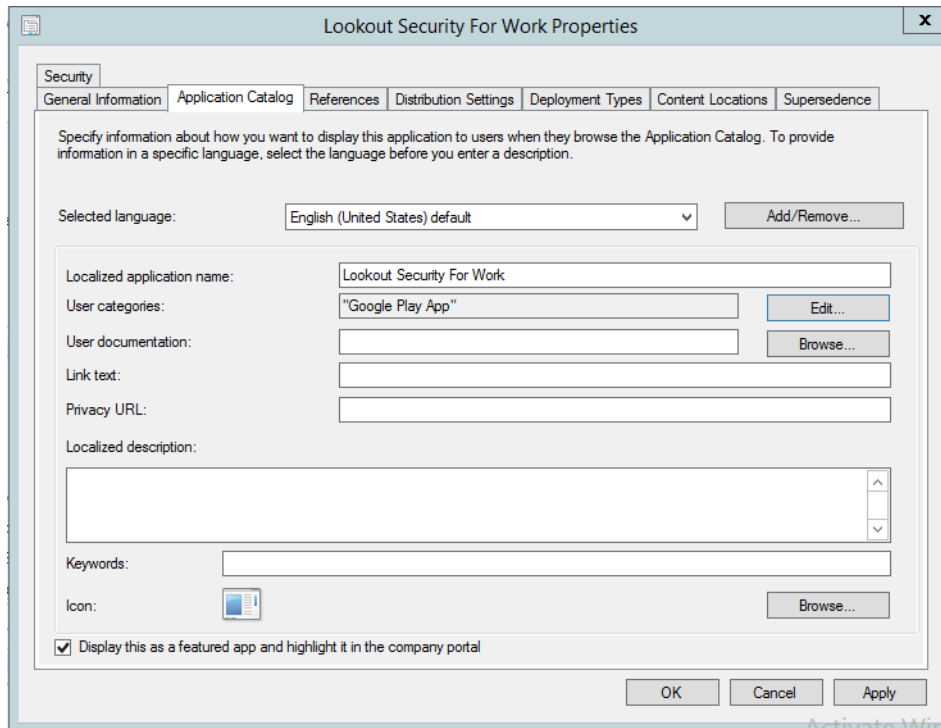 Lookout Security For Work Properties
x
Security
General Information Application Catalog References Distribution Settings Deployment Types Content Locations Supersedence
Specify information about how you want to display this application to users when they browse the Application Catalog. To provide
information in a specific language, select the language before you enter a description.
Selected language: English (United States) default Add/Remove...
Localized application name: Lookout Security For Work
User categories: "Google Play App" Edit...
User documentation: Browse...
Link text:
Privacy URL:
Localized description:
Keywords:
Icon: Browse...
Display this as a featured app and highlight it in the company portal
OK Cancel Apply
Activate Win